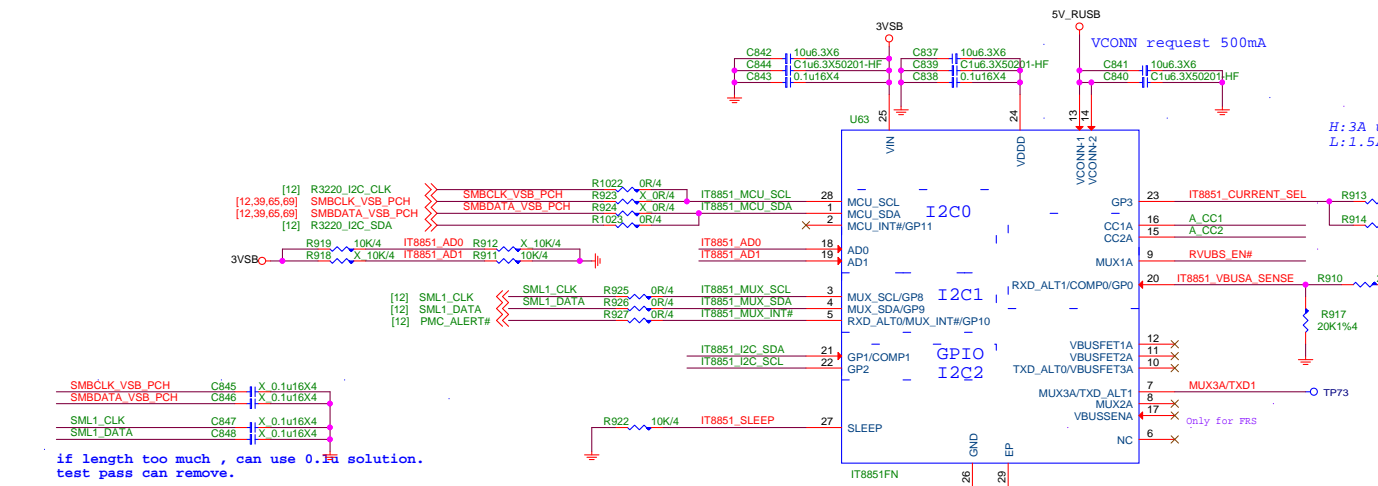 5V_RUSB
3VSB
VCONN request 500mA
C842 10u6.3X6
C844 C1u6.3X50201-HF
C843 0.1u16X4
C837 10u6.3X6
C839 C1u6.3X50201-HF
C838 0.1u16X4
C841 10u6.3X6
C840 C1u6.3X50201-HF
25
24
13
14
U63
VIN
VDDD
VCONN-1
VCONN-2
H:3A
L:1.5
[12] R3220_I2C_CLK R1022 0R/4
[12,39,65,69] SMBCLK_VSB_PCH SMBCLK_VSB_PCH R923 X_0R/4 IT8851_MCU_SCL 28 MCU_SCL
[12,39,65,69] SMBDATA_VSB_PCH SMBDATA_VSB_PCH R924 X_0R/4 IT8851_MCU_SDA 1 MCU_SDA
[12] R3220_I2C_SDA R1023 0R/4 2 MCU_INT#/GP11
I2C0
GP3 23 IT8851_CURRENT_SEL R913
R914
CC1A 16 A_CC1
CC2A 15 A_CC2
3VSB
R919 10K/4 IT8851_AD0 R912 X_10K/4
R918 X_10K/4 IT8851_AD1 R911 10K/4
IT8851_AD0 18 AD0
IT8851_AD1 19 AD1
MUX1A 9 RVUBS_EN#
RXD_ALT1/COMP0/GP0 20 IT8851_VBUSA_SENSE R910
[12] SML1_CLK SML1_CLK R925 0R/4 IT8851_MUX_SCL 3 MUX_SCL/GP8
[12] SML1_DATA SML1_DATA R926 0R/4 IT8851_MUX_SDA 4 MUX_SDA/GP9
[12] PMC_ALERT# R927 0R/4 IT8851_MUX_INT# 5 RXD_ALT0/MUX_INT#/GP10
I2C1
R917
20K1%4
IT8851_I2C_SDA 21 GP1/COMP1
IT8851_I2C_SCL 22 GP2
GPIO
I2C2
VBUSFET1A 12
VBUSFET2A 11
TXD_ALT0/VBUSFET3A 10
MUX3A/TXD_ALT1 7 MUX3A/TXD1 TP73
MUX2A 8
VBUSSENA 17
Only for FRS
NC 6
SMBCLK_VSB_PCH C845 X_0.1u16X4
SMBDATA_VSB_PCH C846 X_0.1u16X4
SML1_CLK C847 X_0.1u16X4
SML1_DATA C848 X_0.1u16X4
R922 10K/4 IT8851_SLEEP 27 SLEEP
if length too much , can use 0.1u solution.
test pass can remove.
GND
EP
IT8851FN
26
29